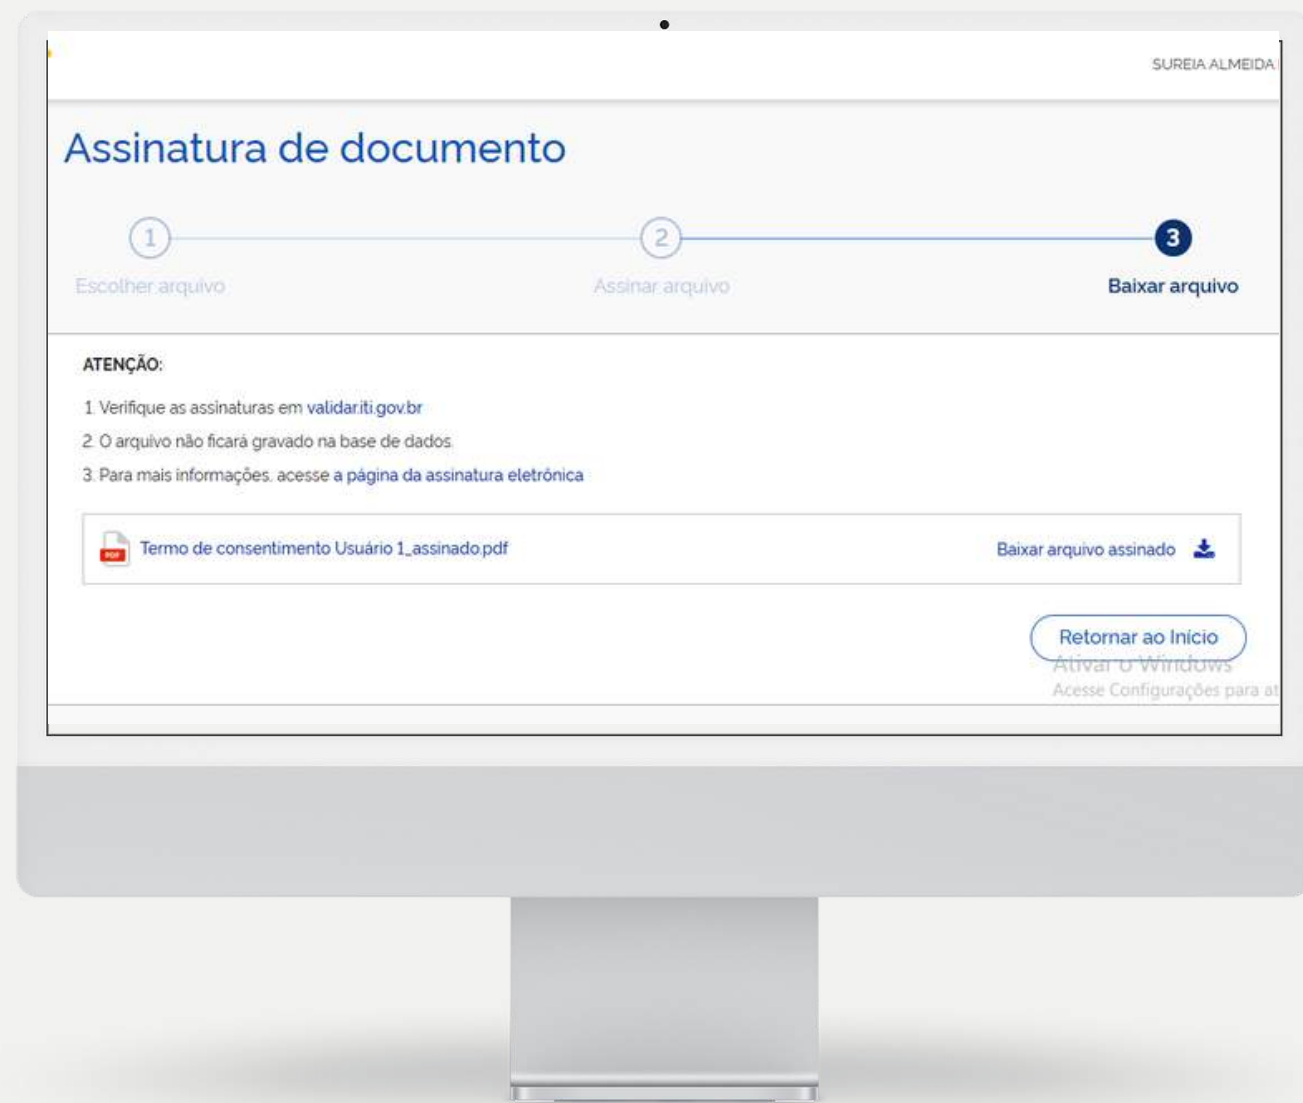 SUREIA ALMEIDA
Assinatura de documento
1
2
3
Escolher arquivo
Assinar arquivo
Baixar arquivo
ATENÇÃO:
1. Verifique as assinaturas em validar.iti.gov.br
2. O arquivo não ficará gravado na base de dados.
3. Para mais informações, acesse a página da assinatura eletrônica
PDF Termo de consentimento Usuário 1_assinado.pdf
Baixar arquivo assinado
Retornar ao Início
Ativar o Windows
Acesse Configurações para at